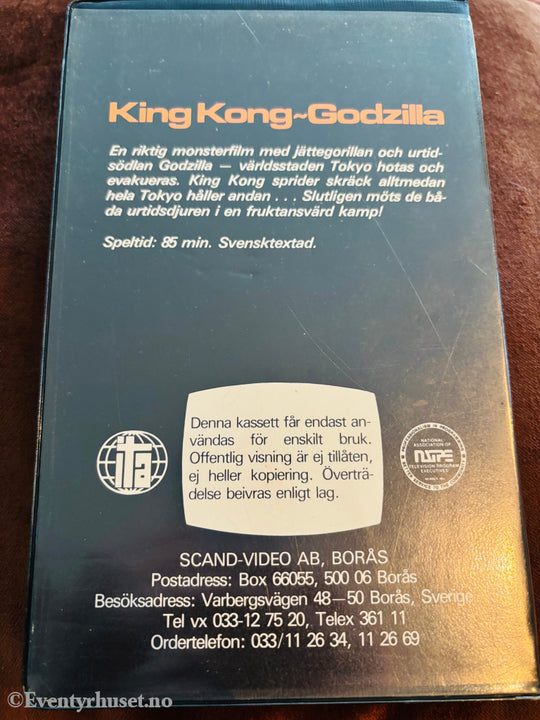 King Kong~Godzilla
En riktig monsterfilm med jättegorillan och urtid-
södlan Godzilla — världsstaden Tokyo hotas och
evakueras. King Kong sprider skräck alltmedan
hela Tokyo håller andan . . . Slutligen möts de bå-
da urtidsdjuren i en fruktansvärd kamp!
Speltid: 85 min. Svensktextad.
Denna kassett får endast an-
vändas för enskilt bruk.
Offentlig visning är ej tillåten,
ej heller kopiering. Överträ-
delse beivras enligt lag.
ita
NATIONAL
ASSOCIATION OF
TELEVISION PROGRAM
EXECUTIVES
SCAND-VIDEO AB, BORÅS
Postadress: Box 66055, 500 06 Borås
Besöksadress: Varbergsvägen 48—50 Borås, Sverige
Tel vx 033-12 75 20, Telex 361 11
Ordertelefon: 033/11 26 34, 11 26 69
©Eventyrhuset.no